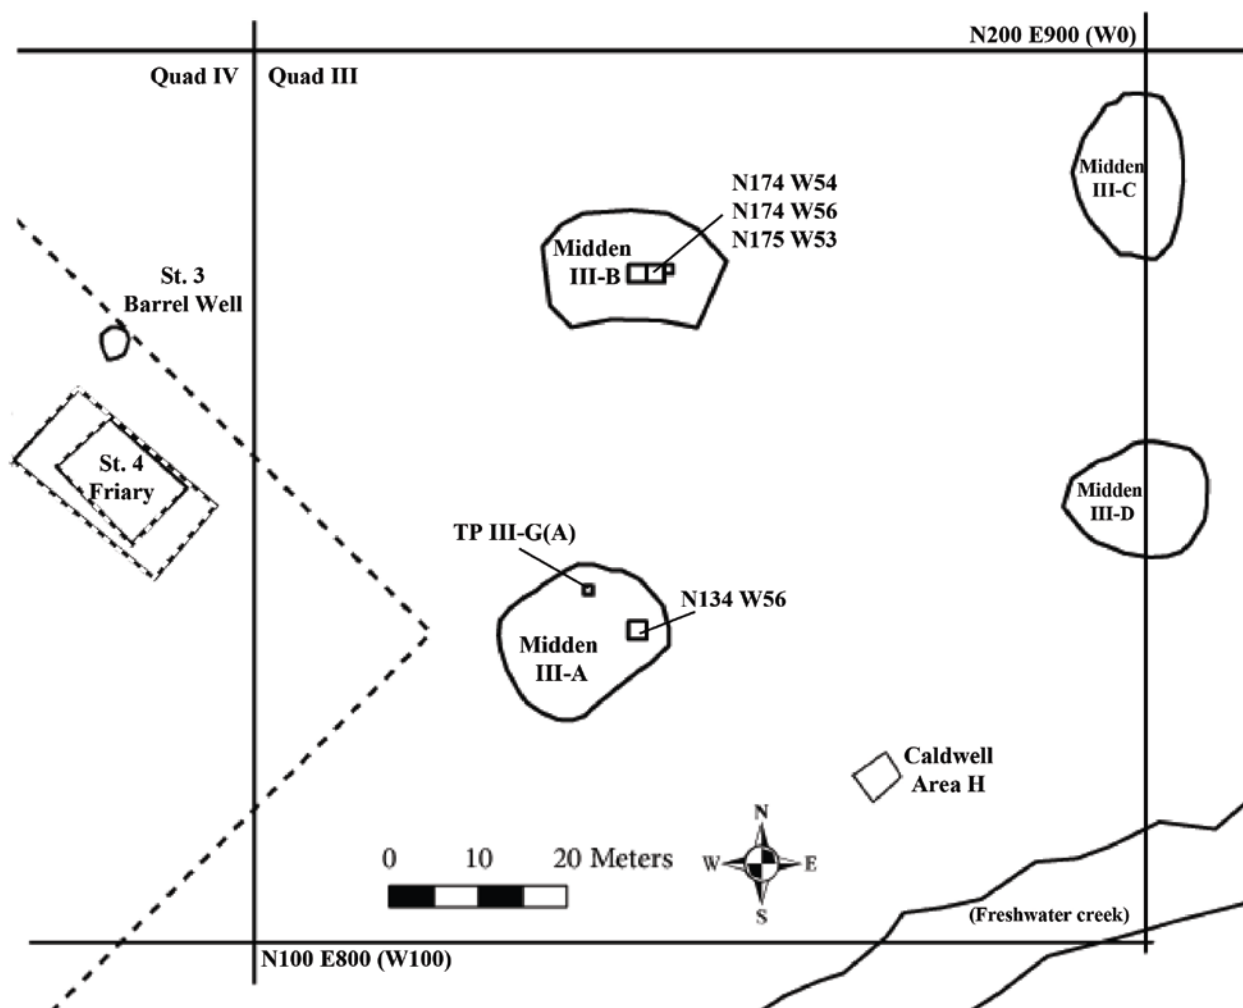 N200 E900 (W0)
Quad IV
Quad III
Midden
III-C
N174 W54
N174 W56
N175 W53
Midden
III-B
St. 3
Barrel Well
St. 4
Friary
Midden
III-D
TP III-G(A)
N134 W56
Midden
III-A
Caldwell
Area H
0 10 20 Meters
N
W E
S
(Freshwater creek)
N100 E800 (W100)